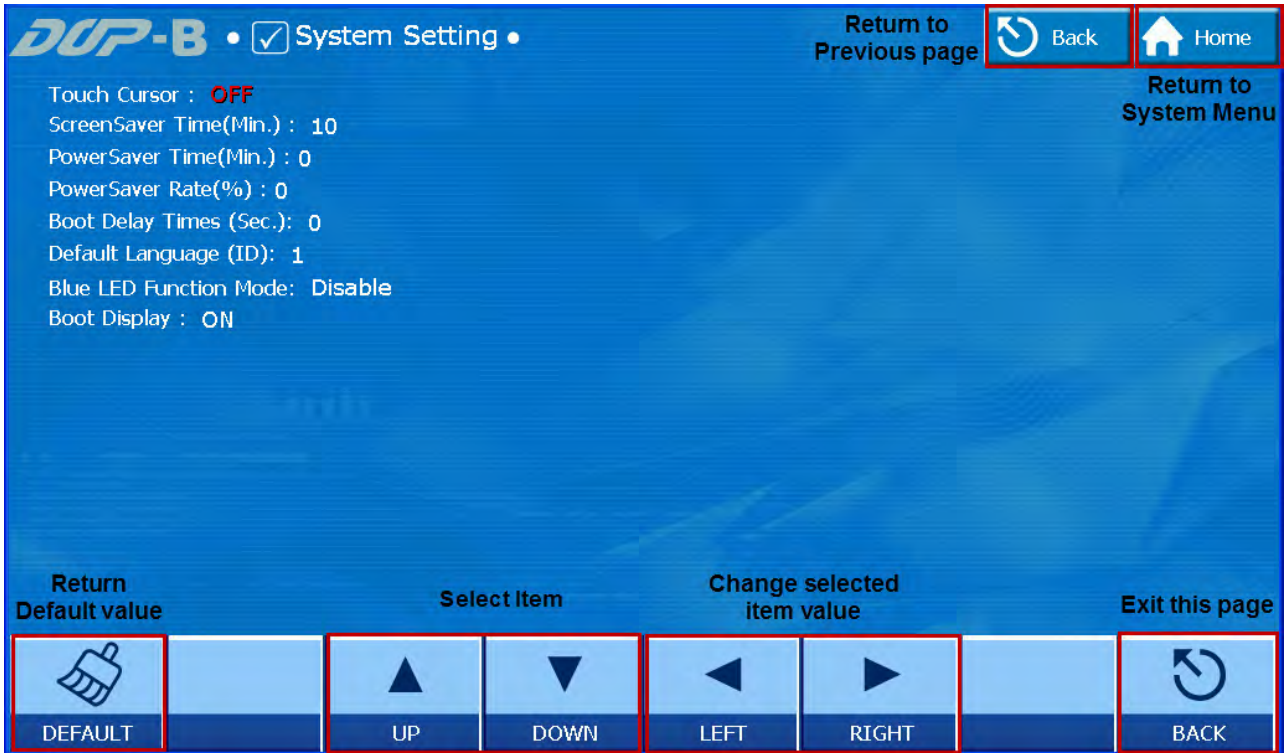 DOP-B • System Setting •
Return to
Previous page
Back
Home
Return to
System Menu
Touch Cursor : OFF
ScreenSaver Time(Min.) : 10
PowerSaver Time(Min.) : 0
PowerSaver Rate(%) : 0
Boot Delay Times (Sec.): 0
Default Language (ID): 1
Blue LED Function Mode: Disable
Boot Display : ON
Return
Default value
Select Item
Change selected
item value
Exit this page
DEFAULT
UP
DOWN
LEFT
RIGHT
BACK